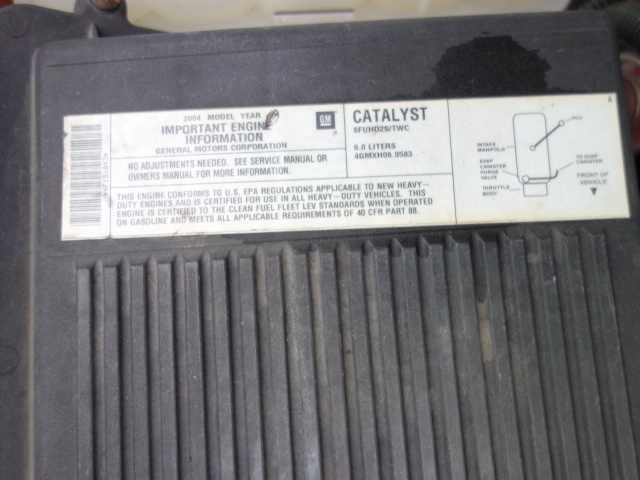 2004 MODEL YEAR
IMPORTANT ENGINE
INFORMATION
GENERAL MOTORS CORPORATION
GM
NO ADJUSTMENTS NEEDED. SEE SERVICE MANUAL OR
OWNERS MANUAL FOR MORE INFORMATION.
THIS ENGINE CONFORMS TO U.S. EPA REGULATIONS APPLICABLE TO NEW HEAVY-
DUTY ENGINES AND IS CERTIFIED FOR USE IN ALL HEAVY-DUTY VEHICLES. THIS
ENGINE IS CERTIFIED TO THE CLEAN FUEL FLEET LEV STANDARDS WHEN OPERATED
ON GASOLINE AND MEETS ALL APPLICABLE REQUIREMENTS OF 40 CFR PART 88.
CATALYST
SFI/HO2S/TWC
6.0 LITERS
4GMXH06.0583
A
PCV
INTAKE
MANIFOLD
EVAP
CANISTER
PURGE
VALVE
THROTTLE
BODY
TO EVAP
CANISTER
FRONT OF
VEHICLE